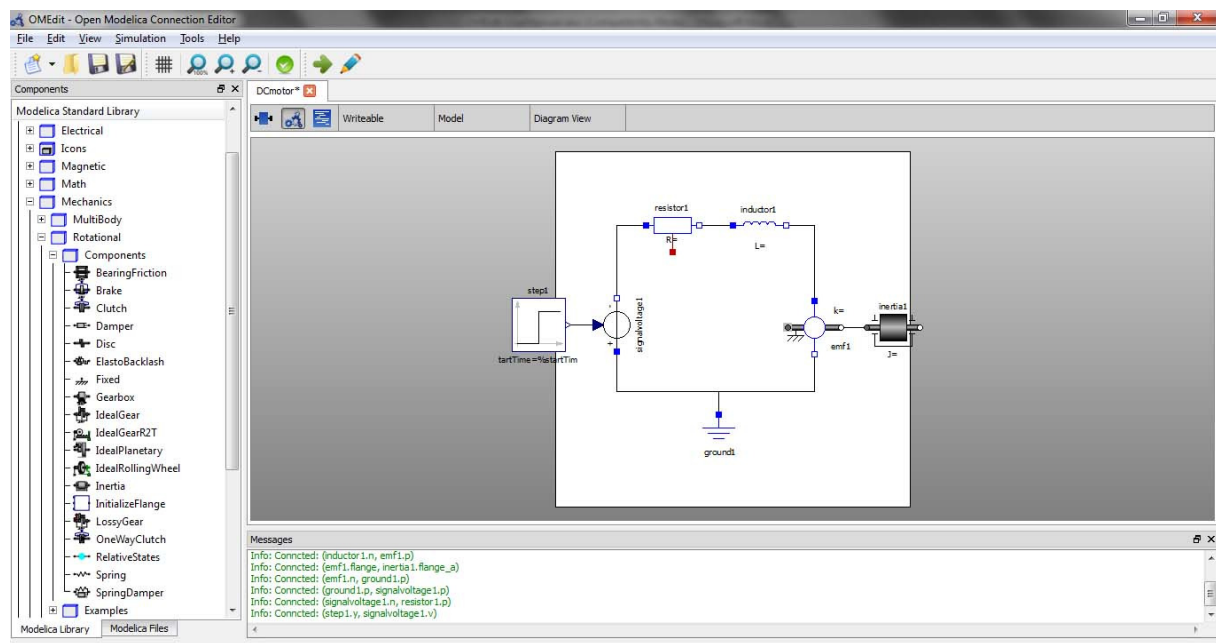 OMEdit - Open Modelica Connection Editor
File Edit View Simulation Tools Help
100%
Components
DCmotor*
Modelica Standard Library
Writeable Model Diagram View
Electrical
Icons
Magnetic
Math
Mechanics
MultiBody
Rotational
Components
BearingFriction
Brake
Clutch
Damper
Disc
ElastoBacklash
Fixed
Gearbox
IdealGear
IdealGearR2T
IdealPlanetary
IdealRollingWheel
Inertia
InitializeFlange
LossyGear
OneWayClutch
RelativeStates
Spring
SpringDamper
Examples
Modelica Library Modelica Files
resistor1 inductor1
R=
L=
step1
signalvoltage1
-
+
tartTime=%startTim
k=
inertia1
emf1
J=
ground1
Messages
Info: Conncted: (inductor1.n, emf1.p)
Info: Conncted: (emf1.flange, inertia1.flange_a)
Info: Conncted: (emf1.n, ground1.p)
Info: Conncted: (ground1.p, signalvoltage1.p)
Info: Conncted: (signalvoltage1.n, resistor1.p)
Info: Conncted: (step1.y, signalvoltage1.v)